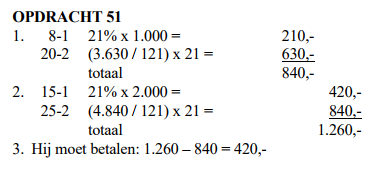 OPDRACHT 51
1. 8-1 21% x 1.000 = 210,-
20-2 (3.630 / 121) x 21 = 630,-
totaal 840,-
2. 15-1 21% x 2.000 = 420,-
25-2 (4.840 / 121) x 21 = 840,-
totaal 1.260,-
3. Hij moet betalen: 1.260 – 840 = 420,-